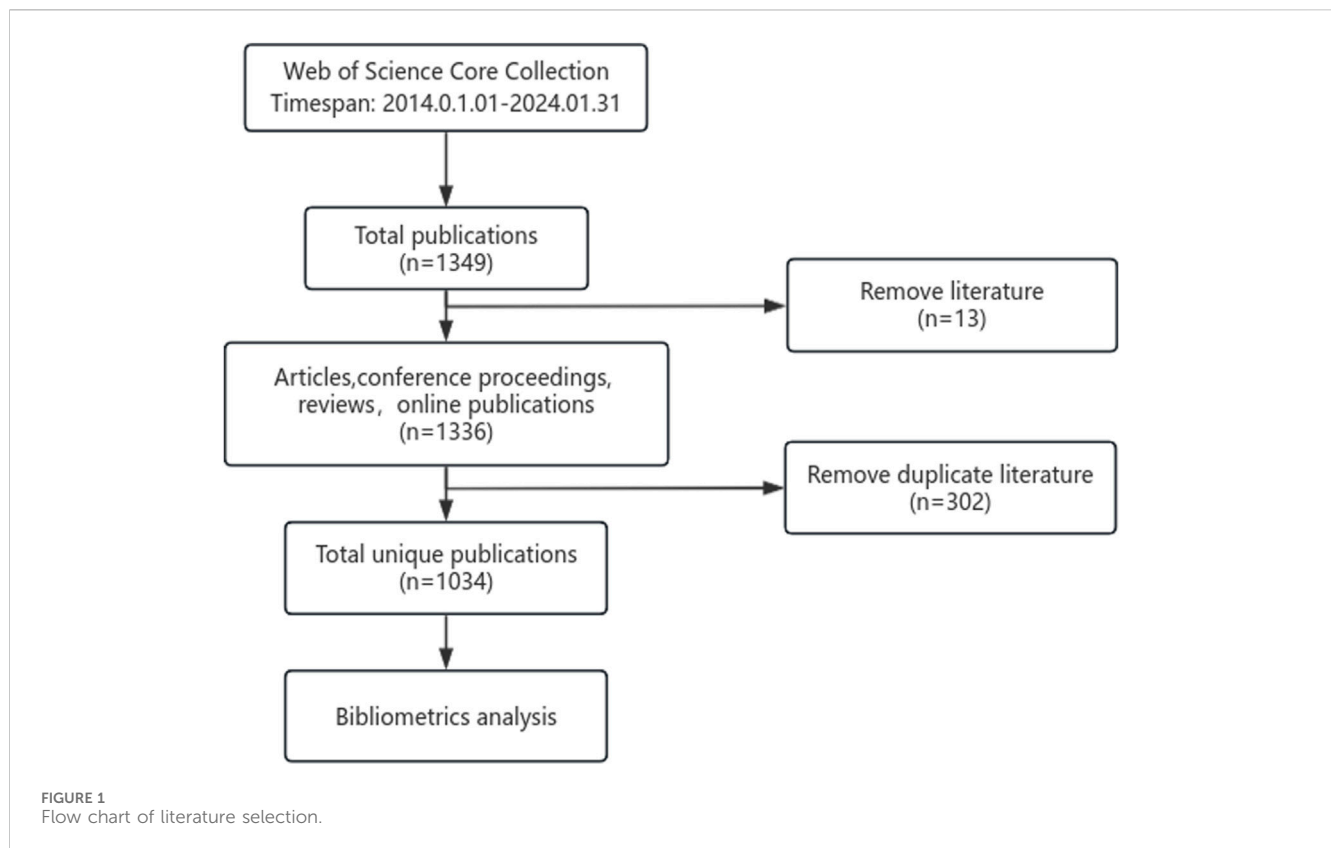 Web of Science Core Collection
Timespan: 2014.0.1.01-2024.01.31
Total publications
(n=1349)
Remove literature
(n=13)
Articles,conference proceedings,
reviews，online publications
(n=1336)
Remove duplicate literature
(n=302)
Total unique publications
(n=1034)
Bibliometrics analysis
FIGURE 1
Flow chart of literature selection.